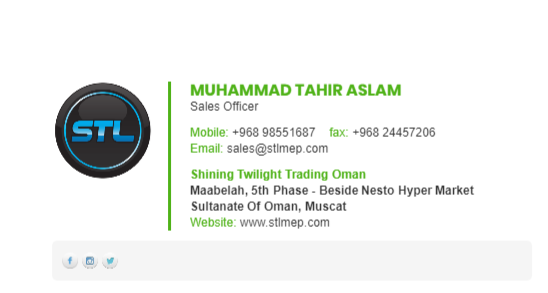 STL
MUHAMMAD TAHIR ASLAM
Sales Officer
Mobile: +968 98551687 fax: +968 24457206
Email: sales@stlmep.com
Shining Twilight Trading Oman
Maabelah, 5th Phase - Beside Nesto Hyper Market
Sultanate Of Oman, Muscat
Website: www.stlmep.com